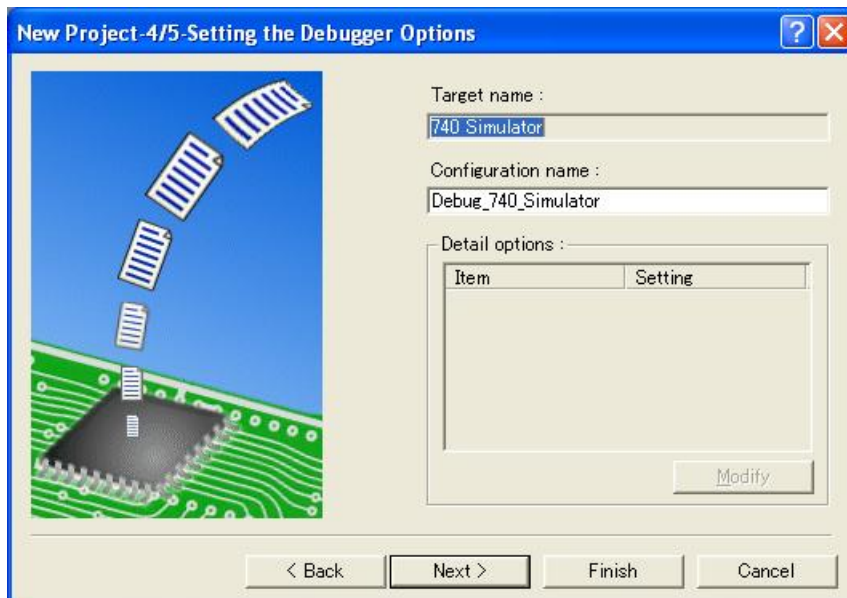 New Project-4/5-Setting the Debugger Options
Target name :
740 Simulator
Configuration name :
Debug_740_Simulator
Detail options :
Item Setting
Modify
< Back Next > Finish Cancel